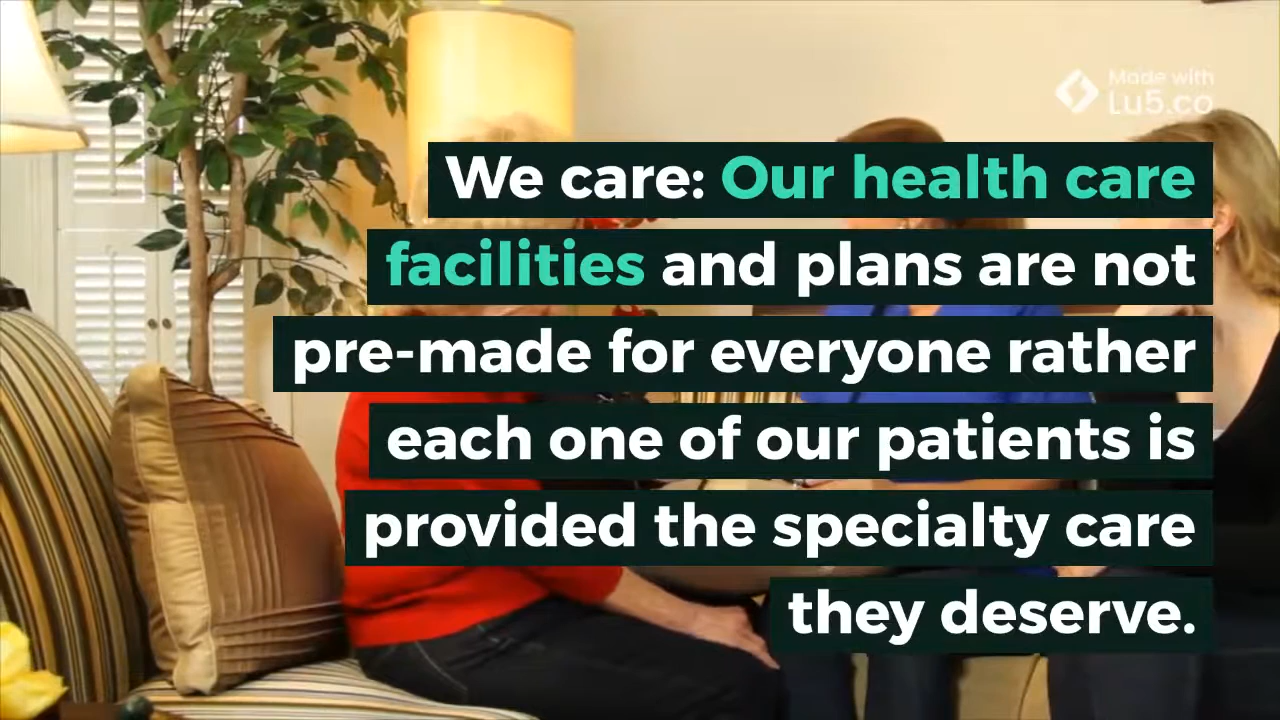 Made with
Lu5.co
We care: Our health care
facilities and plans are not
pre-made for everyone rather
each one of our patients is
provided the specialty care
they deserve.